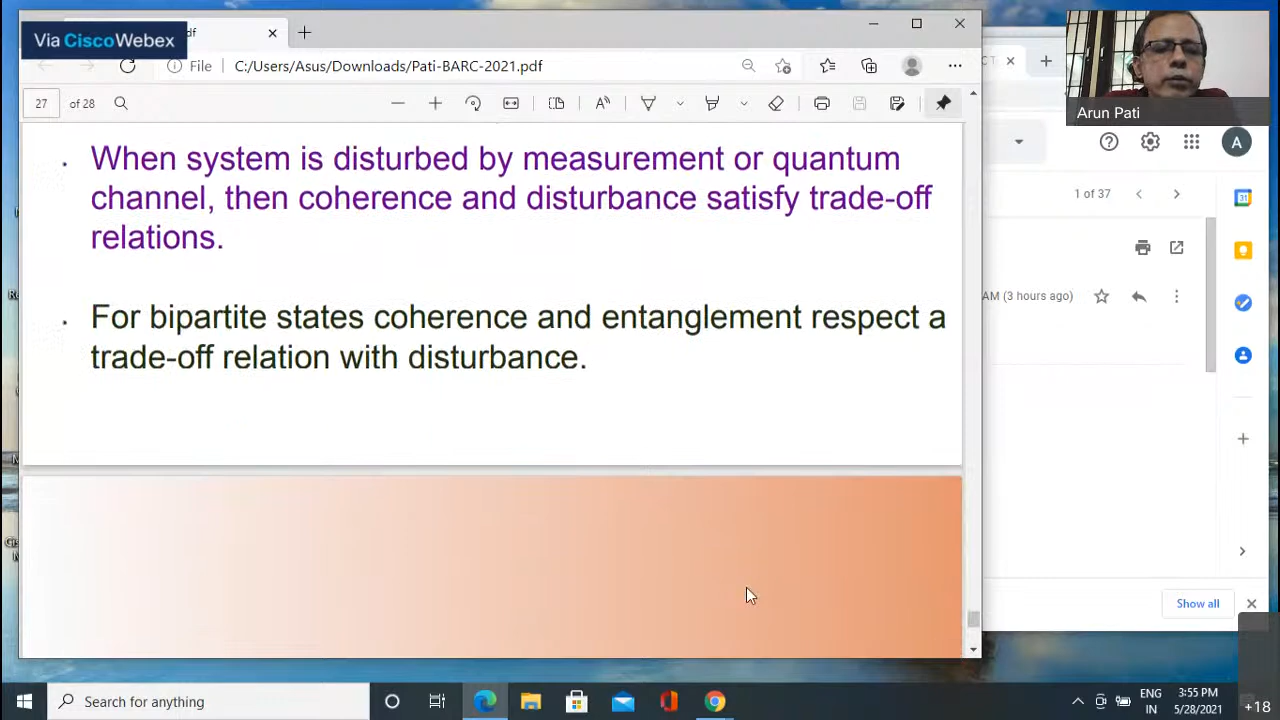 Via CiscoWebex
df
File
C:/Users/Asus/Downloads/Pati-BARC-2021.pdf
27 of 28
Arun Pati
A
1 of 37
31
AM (3 hours ago)
When system is disturbed by measurement or quantum
channel, then coherence and disturbance satisfy trade-off
relations.
For bipartite states coherence and entanglement respect a
trade-off relation with disturbance.
Show all
Search for anything
ENG
IN
3:55 PM
5/28/2021
+18